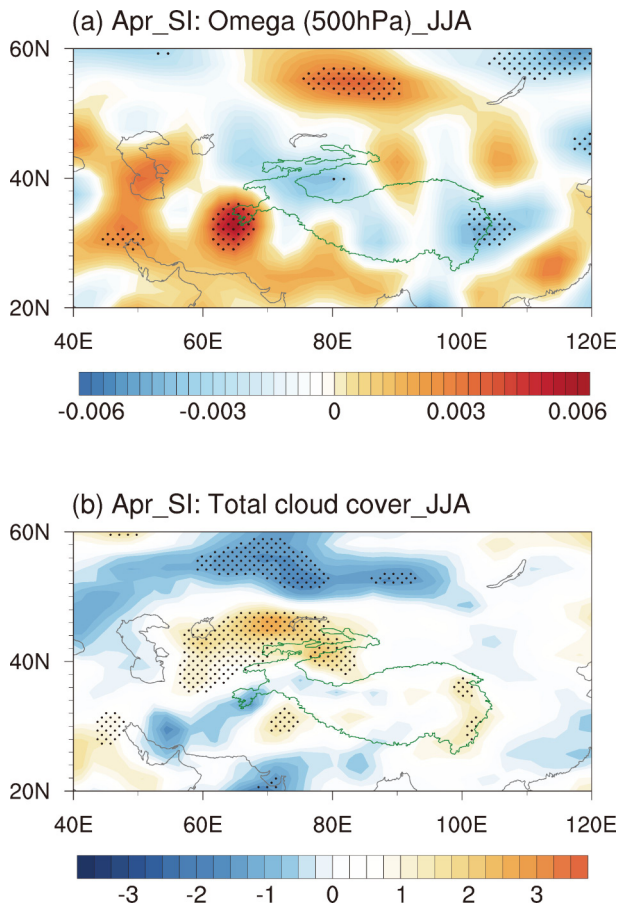 (a) Apr_SI: Omega (500hPa)_JJA
60N
40N
20N
40E 60E 80E 100E 120E
-0.006 -0.003 0 0.003 0.006
(b) Apr_SI: Total cloud cover_JJA
60N
40N
20N
40E 60E 80E 100E 120E
-3 -2 -1 0 1 2 3